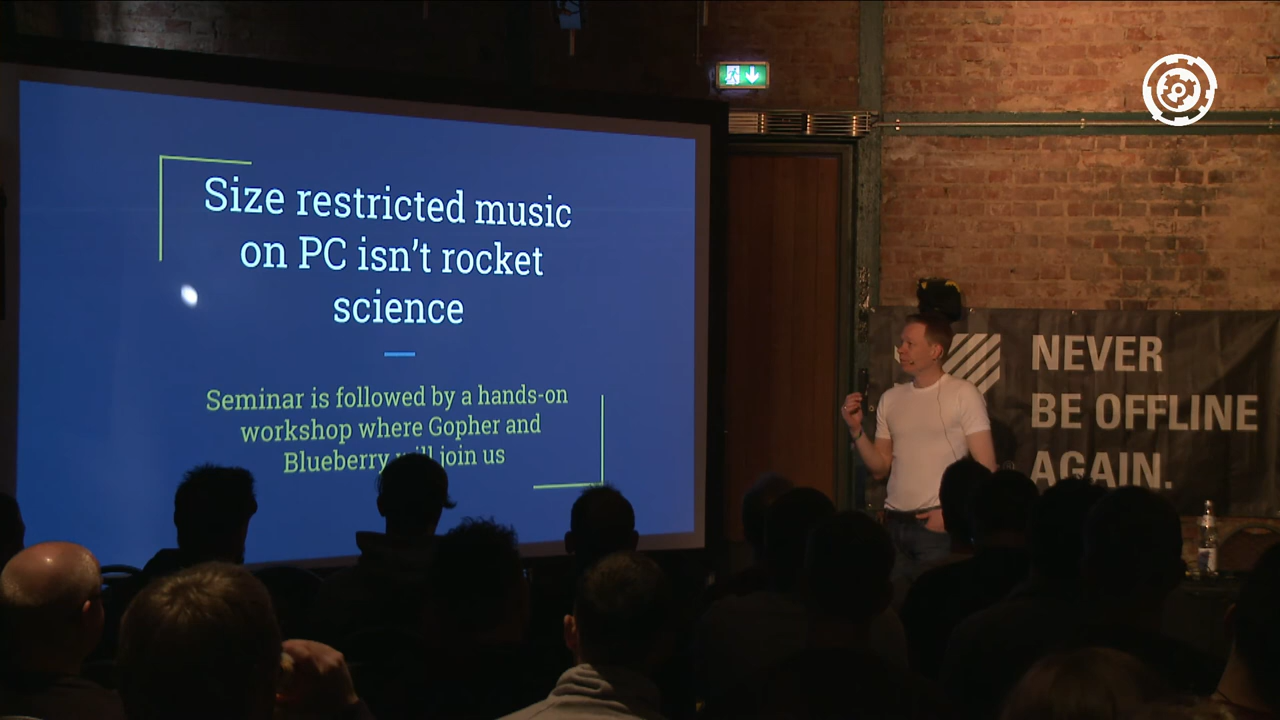 Size restricted music
on PC isn't rocket
science
Seminar is followed by a hands-on
workshop where Gopher and
Blueberry will join us
NEVER
BE OFFLINE
AGAIN.